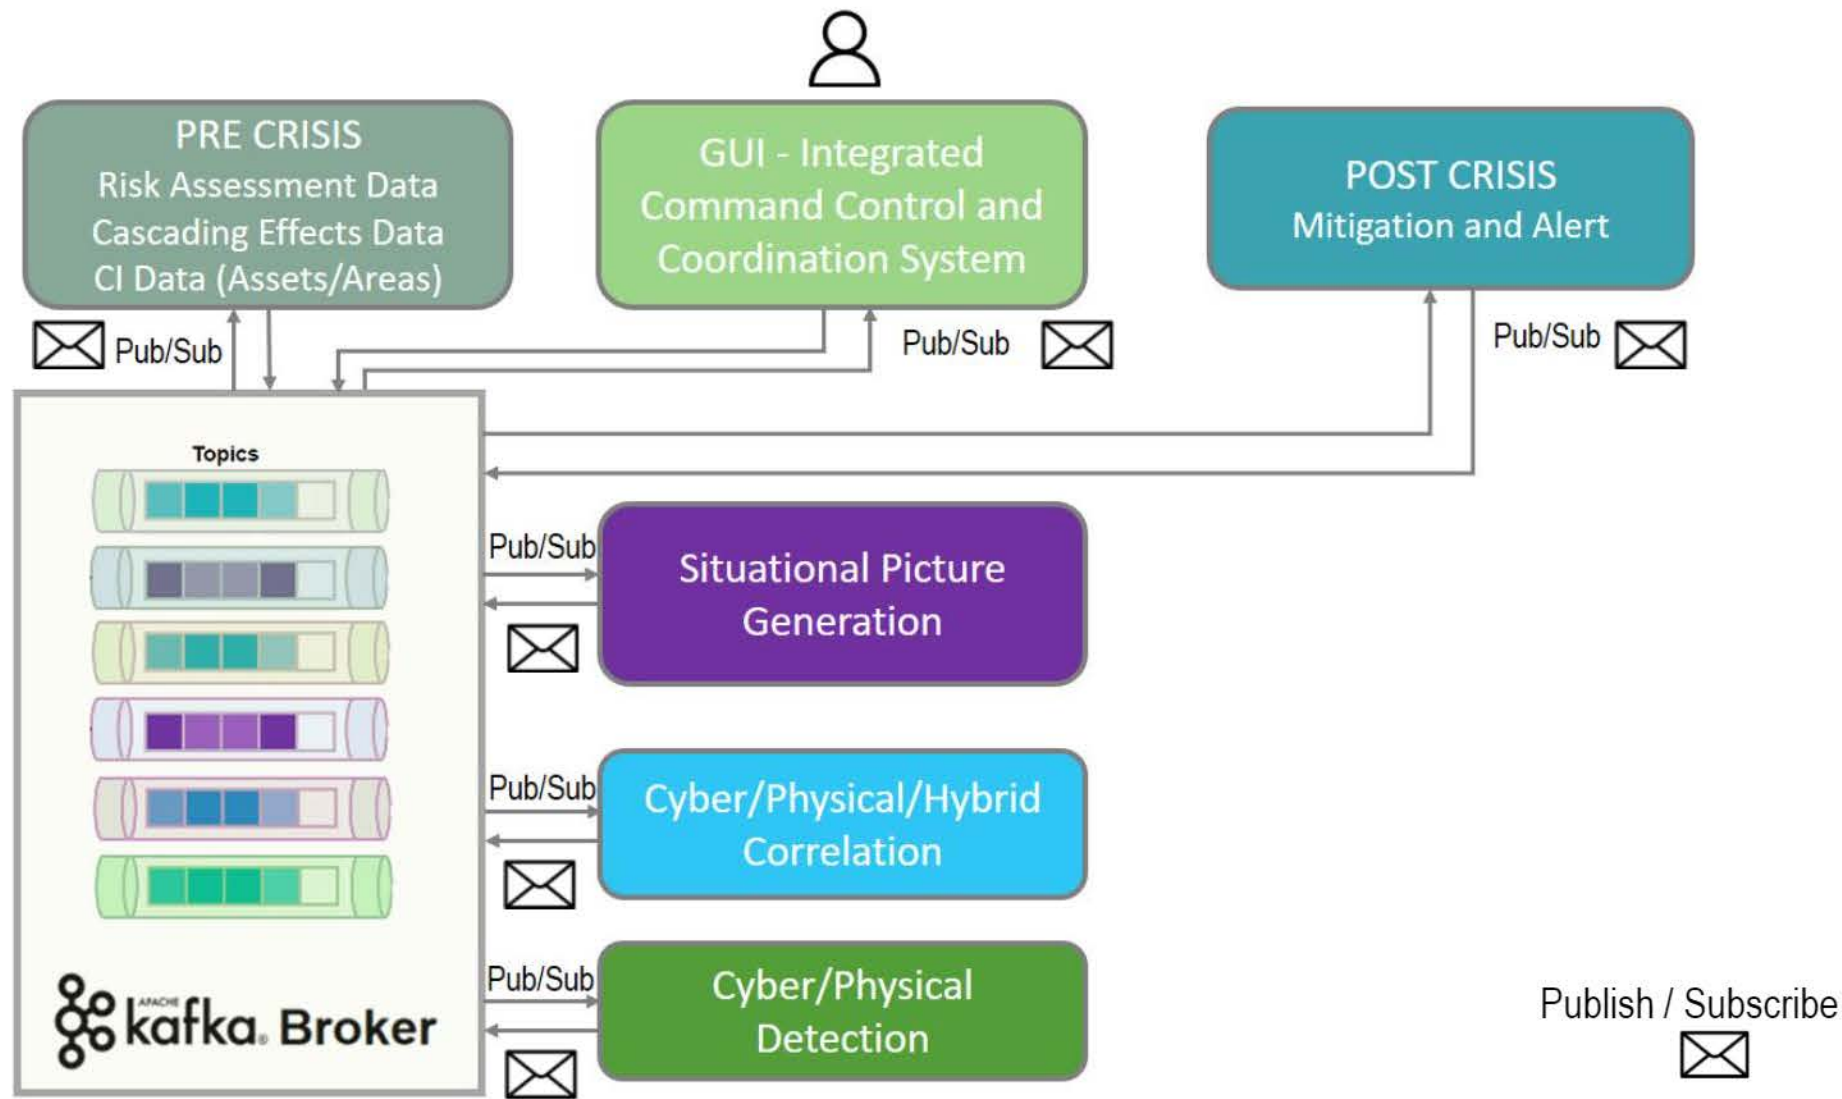 PRE CRISIS
Risk Assessment Data
Cascading Effects Data
CI Data (Assets/Areas)
GUI - Integrated
Command Control and
Coordination System
POST CRISIS
Mitigation and Alert
Pub/Sub
Pub/Sub
Pub/Sub
Topics
Pub/Sub
Situational Picture
Generation
Pub/Sub
Cyber/Physical/Hybrid
Correlation
Pub/Sub
Cyber/Physical
Detection
APACHE
kafka® Broker
Publish / Subscribe